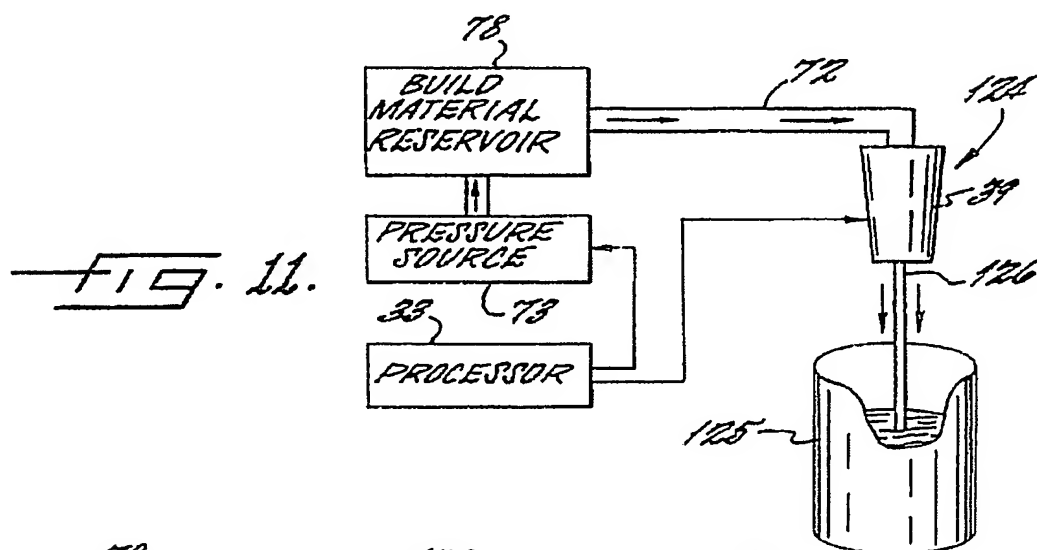 78
BUILD
MATERIAL
RESERVOIR
72
124
39
PRESSURE
SOURCE
Fig. 11.
126
73
33
PROCESSOR
125